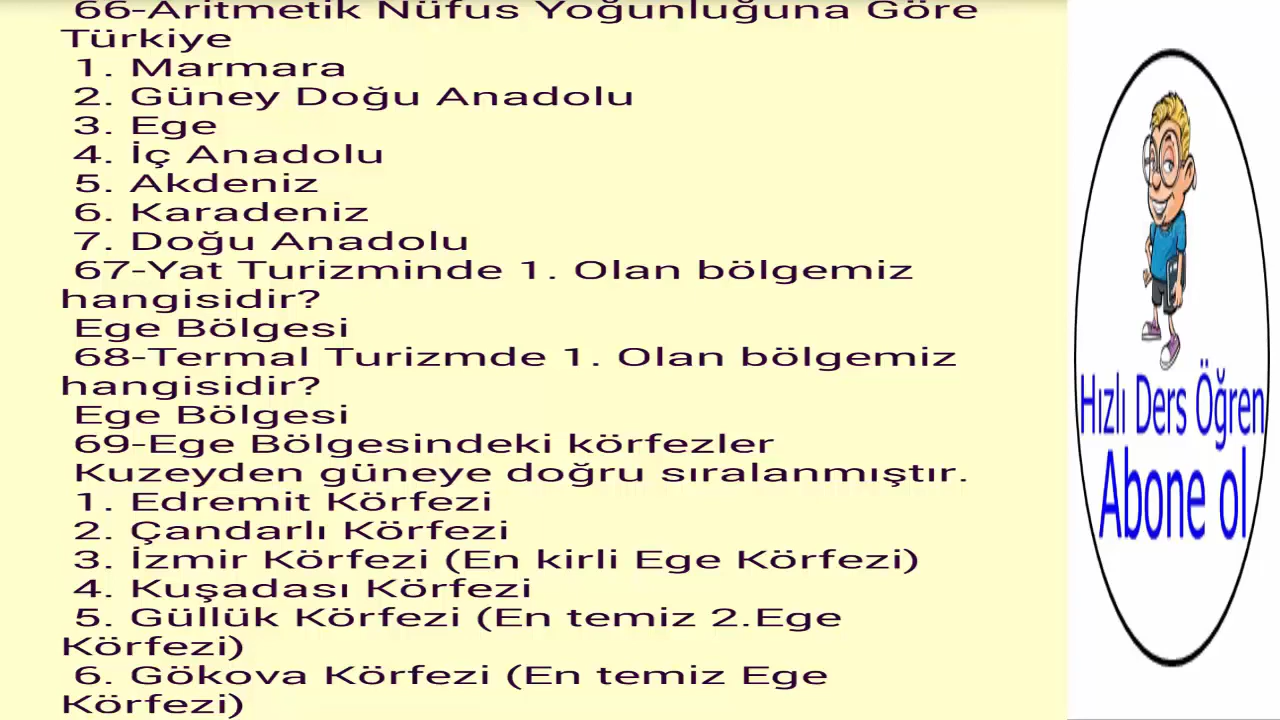 66-Aritmetik Nüfus Yoğunluğuna Göre
Türkiye
1. Marmara
2. Güney Doğu Anadolu
3. Ege
4. İç Anadolu
5. Akdeniz
6. Karadeniz
7. Doğu Anadolu
67-Yat Turizminde 1. Olan bölgemiz
hangisidir?
Ege Bölgesi
68-Termal Turizmde 1. Olan bölgemiz
hangisidir?
Ege Bölgesi
69-Ege Bölgesindeki körfezler
Kuzeyden güneye doğru sıralanmıştır.
1. Edremit Körfezi
2. Çandarlı Körfezi
3. İzmir Körfezi (En kirli Ege Körfezi)
4. Kuşadası Körfezi
5. Güllük Körfezi (En temiz 2.Ege
Körfezi)
6. Gökova Körfezi (En temiz Ege
Körfezi)
Hızlı Ders Öğren
Abone ol